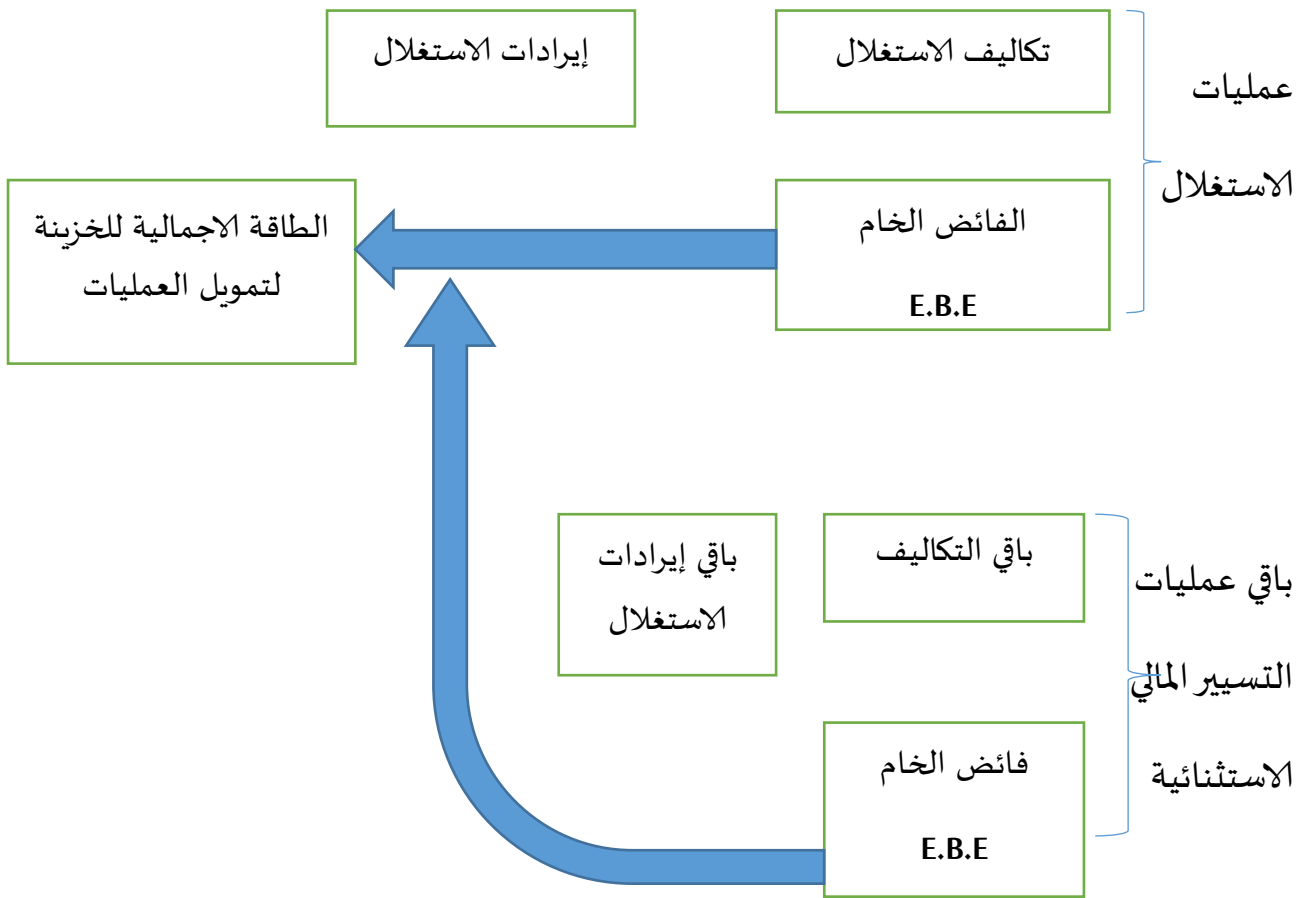 عمليات
الاستغلال
تكاليف الاستغلال
إيرادات الاستغلال
الفائض الخام
E.B.E
الطاقة الاجمالية للخزينة
لتمويل العمليات
باقي عمليات
التسيير المالي
الاستثنائية
باقي التكاليف
باقي إيرادات
الاستغلال
فائض الخام
E.B.E